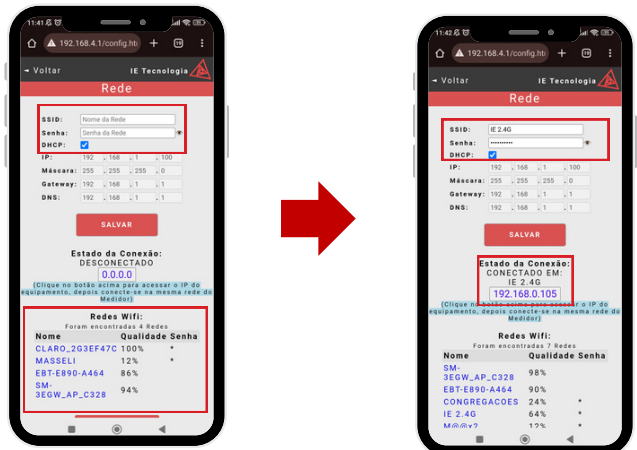 11:41
192.168.4.1/config.ht
19
Voltar
IE Tecnologia
Rede
SSID: Nome da Rede
Senha: Senha da Rede
DHCP:
IP: 192 . 168 . 1 . 100
Máscara: 255 . 255 . 255 . 0
Gateway: 192 . 168 . 1 . 1
DNS: 192 . 168 . 1 . 1
SALVAR
Estado da Conexão:
DESCONECTADO
0.0.0.0
(Clique no botão acima para acessar o IP do
equipamento, depois conecte-se na mesma rede do
Medidor)
Redes Wifi:
Foram encontradas 4 Redes
Nome Qualidade Senha
CLARO_2G3EF47C 100% *
MASSELI 12% *
EBT-E890-A464 86%
SM-
3EGW_AP_C328 94%
11:42
192.168.4.1/config.ht
19
Voltar
IE Tecnologia
Rede
SSID: IE 2.4G
Senha: ••••••••••
DHCP:
IP: 192 . 168 . 1 . 100
Máscara: 255 . 255 . 255 . 0
Gateway: 192 . 168 . 1 . 1
DNS: 192 . 168 . 1 . 1
SALVAR
Estado da Conexão:
CONECTADO EM:
IE 2.4G
192.168.0.105
(Clique no botão acima para acessar o IP do
equipamento, depois conecte-se na mesma rede do
Medidor)
Redes Wifi:
Foram encontradas 7 Redes
Nome Qualidade Senha
SM-
3EGW_AP_C328 98%
EBT-E890-A464 90%
CONGREGACOES 24% *
IE 2.4G 64% *
M@@x2 12% *